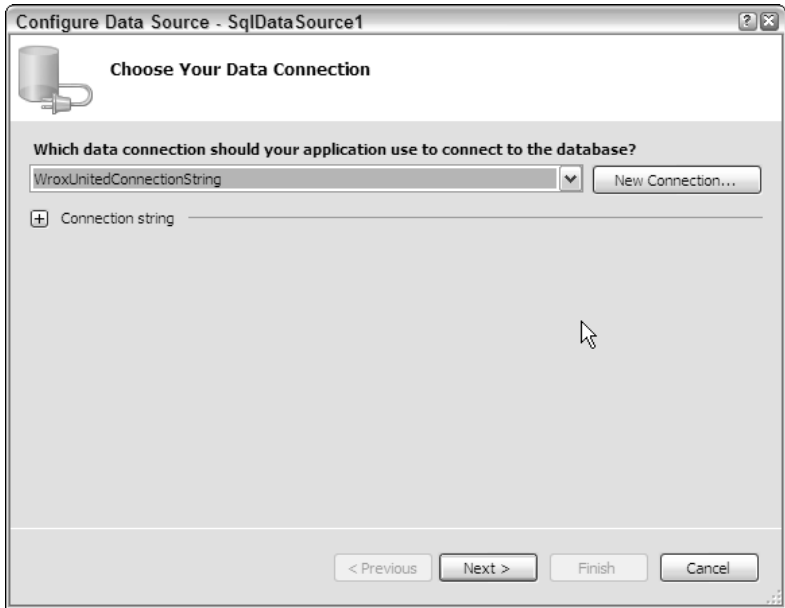 Configure Data Source - SqlDataSource1
Choose Your Data Connection
Which data connection should your application use to connect to the database?
WroxUnitedConnectionString
New Connection...
Connection string
< Previous
Next >
Finish
Cancel